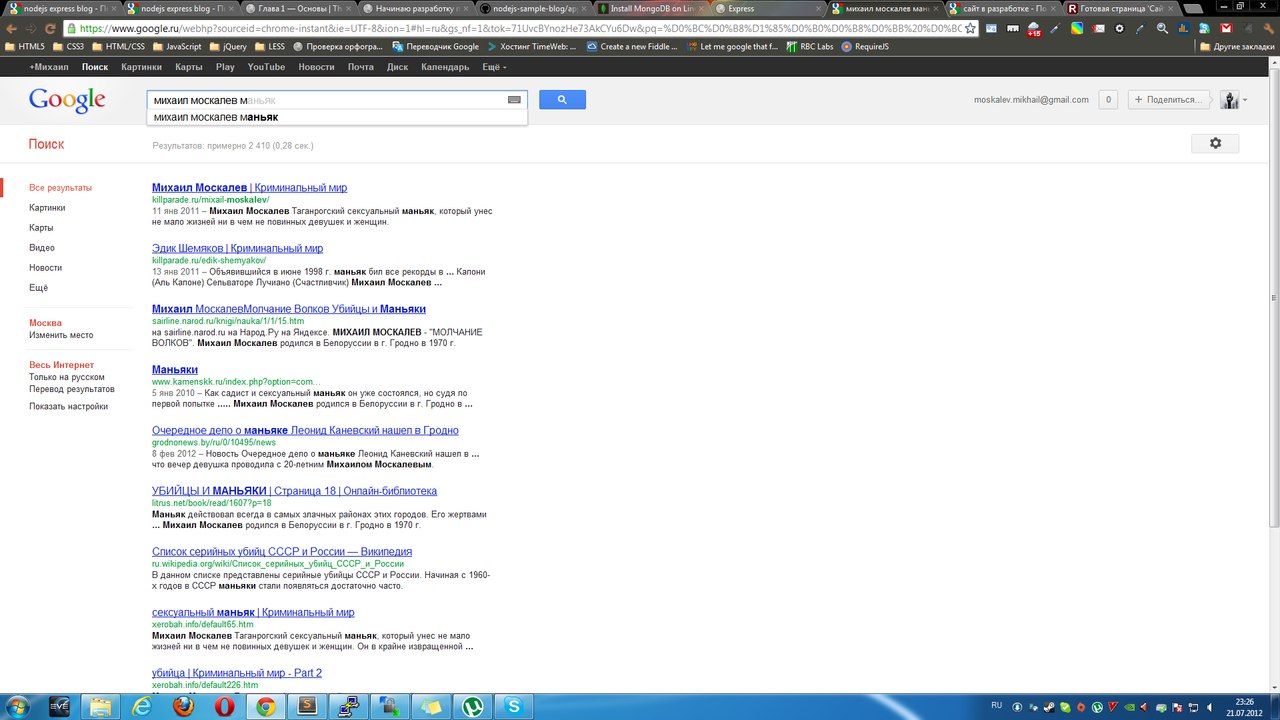 nodejs express blog - G
nodejs-sample-blog/ap
Install MongoDB on Lin
Express
михаил москалев ман
сайт в разработке - По
Готовая страница 'Сай
https://www.google.ru/webhp?sourceid=chrome-instant&ie=UTF-8&ion=1#hl=ru&gs_nf=1&tok=71UvcBYnozHe73AkCYu6Dw&pq=%D0%BC%D0%B8%D1%85%D0%B0%D0%B8%D0%BB%20%D0%BC
+15
HTML5 CSS HTML/CSS JavaScript jQuery LESS Проверка орфогра... Переводчик Google Хостинг TimeWeb: ... Create a new Fiddle ... Let me google that f... RBC Labs RequireJS Другие закладки
+Михаил Поиск Картинки Карты Play YouTube Новости Почта Диск Календарь Ещё
Google
михаил москалев маньяк
moskalev.mikhail@gmail.com 0 + Поделиться...
михаил москалев маньяк
Поиск
Результатов: примерно 2 410 (0,28 сек.)
Все результаты
Картинки
Карты
Видео
Новости
Ещё
Москва
Изменить место
Весь Интернет
Только на русском
Перевод результатов
Показать настройки
Михаил Москалев | Криминальный мир
killparade.ru/mixail-moskalev/
11 янв 2011 – Михаил Москалев Таганрогский сексуальный маньяк, который унес
не мало жизней ни в чем не повинных девушек и женщин.
Эдик Шемяков | Криминальный мир
killparade.ru/edik-shemyakov/
13 янв 2011 – Объявившийся в июне 1998 г. маньяк бил все рекорды в ... Капони
(Аль Капоне) Сельваторе Лучиано (Счастливчик) Михаил Москалев ...
Михаил МоскалевМолчание Волков Убийцы и Маньяки
sairline.narod.ru/knigi/nauka/1/1/15.htm
на sairline.narod.ru на Народ.Ру на Яндексе. МИХАИЛ МОСКАЛЕВ - "МОЛЧАНИЕ
ВОЛКОВ". Михаил Москалев родился в Белоруссии в г. Гродно в 1970 г.
Маньяки
www.kamenskk.ru/index.php?option=com...
5 янв 2010 – Как садист и сексуальный маньяк он уже состоялся, но судя по
первой попытке ..... Михаил Москалев родился в Белоруссии в г. Гродно в ...
Очередное дело о маньяке Леонид Каневский нашел в Гродно
grodnonews.by/ru/0/10495/news
8 фев 2012 – Новость Очередное дело о маньяке Леонид Каневский нашел в ...
что вечер девушка проводила с 20-летним Михаилом Москалевым.
УБИЙЦЫ И МАНЬЯКИ | Страница 18 | Онлайн-библиотека
litrus.net/book/read/1607?p=18
Маньяк действовал всегда в самых злачных районах этих городов. Его жертвами
... Михаил Москалев родился в Белоруссии в г. Гродно в 1970 г.
Список серийных убийц СССР и России — Википедия
ru.wikipedia.org/wiki/Список_серийных_убийц_СССР_и_России
В данном списке представлены серийные убийцы СССР и России. Начиная с 1960-
х годов в СССР маньяки стали появляться достаточно часто.
сексуальный маньяк | Криминальный мир
xerobah.info/default65.htm
Михаил Москалев Таганрогский сексуальный маньяк, который унес не мало
жизней ни в чем не повинных девушек и женщин. Он в крайне извращенной ...
убийца | Криминальный мир - Part 2
xerobah.info/default226.htm
RU
23:26
21.07.2012